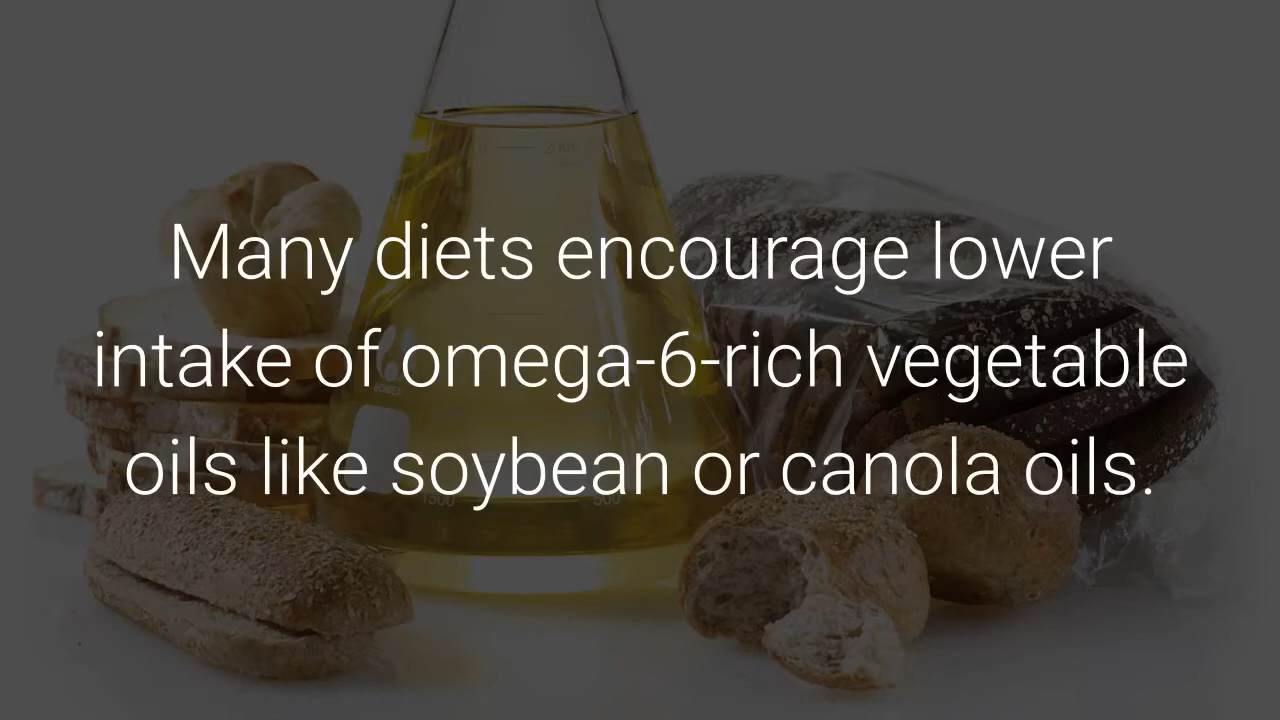 Many diets encourage lower
intake of omega-6-rich vegetable
oils like soybean or canola oils.